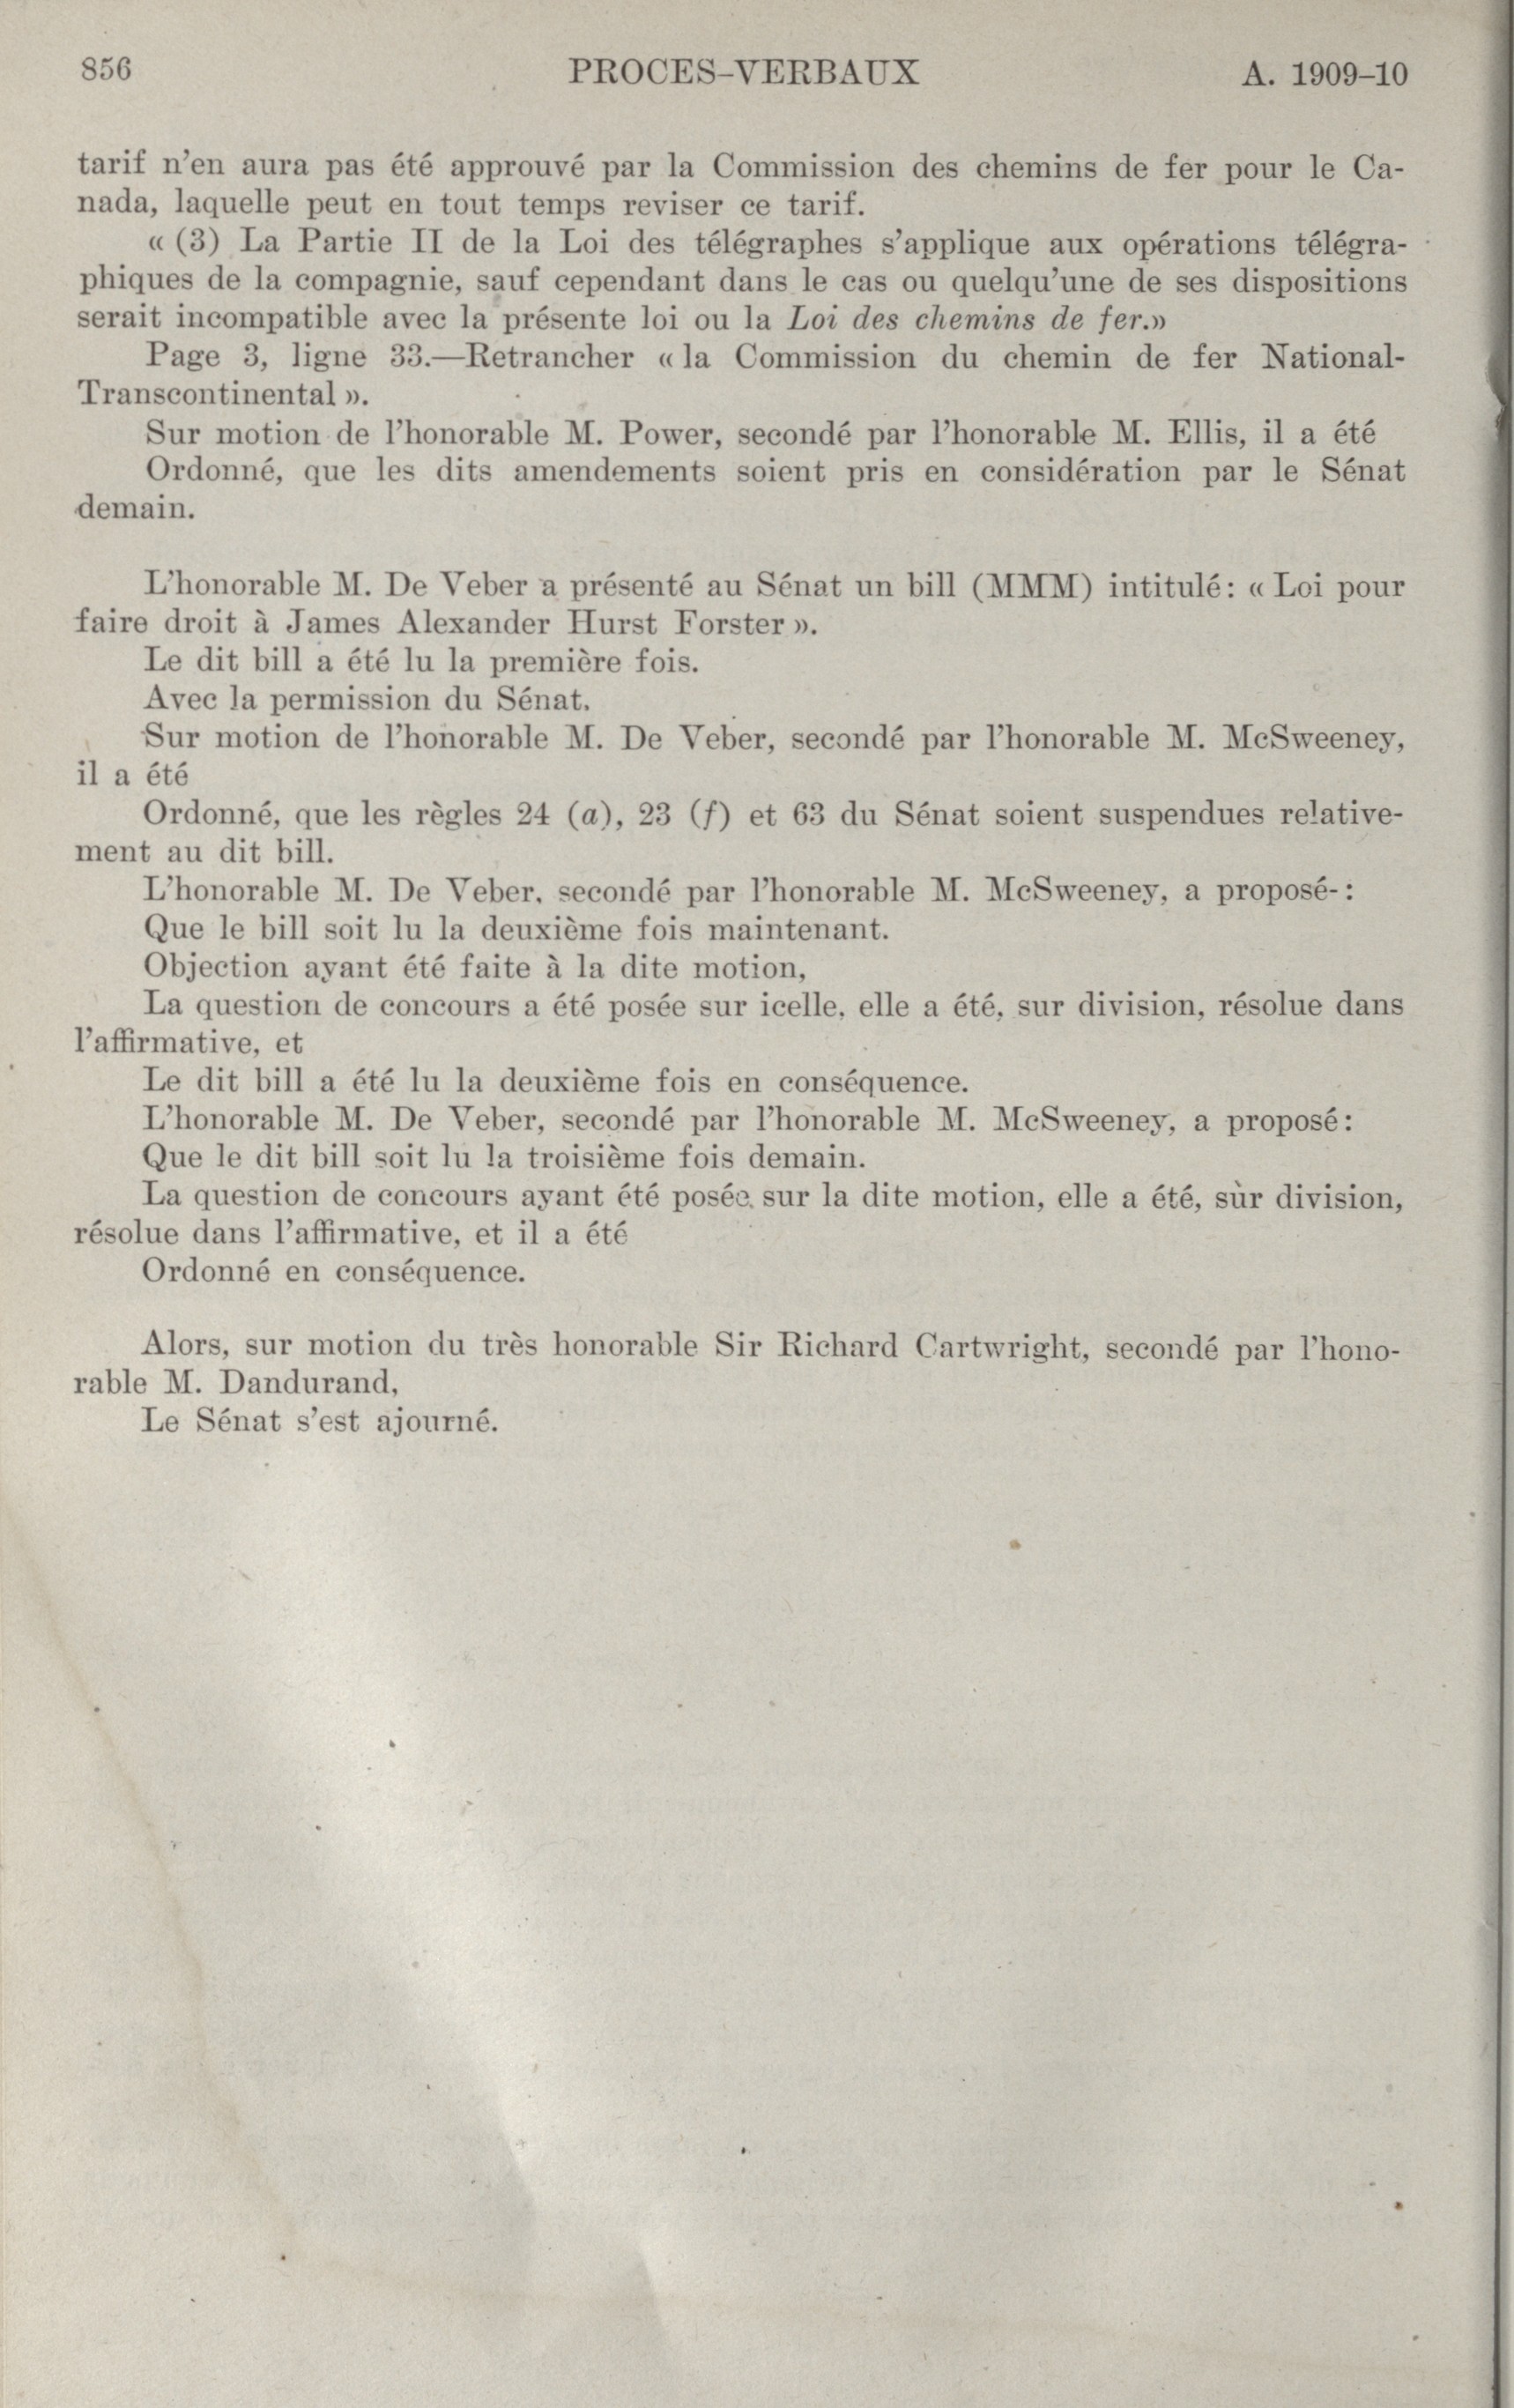 856 PROCES-VERBAUX A. 1909-10
tarif n'en aura pas été approuvé par la Commission des chemins de fer pour le Ca-
nada, laquelle peut en tout temps reviser ce tarif.
« (3) La Partie II de la Loi des télégraphes s'applique aux opérations télégra-
phiques de la compagnie, sauf cependant dans le cas ou quelqu'une de ses dispositions
serait incompatible avec la présente loi ou la Loi des chemins de fer.»
Page 3, ligne 33.—Retrancher « la Commission du chemin de fer National-
Transcontinental ».
Sur motion de l'honorable M. Power, secondé par l'honorable M. Ellis, il a été
Ordonné, que les dits amendements soient pris en considération par le Sénat
demain.
L'honorable M. De Veber a présenté au Sénat un bill (MMM) intitulé: « Loi pour
faire droit à James Alexander Hurst Forster ».
Le dit bill a été lu la première fois.
Avec la permission du Sénat.
Sur motion de l'honorable M. De Veber, secondé par l'honorable M. McSweeney,
il a été
Ordonné, que les règles 24 (a), 23 (f) et 63 du Sénat soient suspendues relative-
ment au dit bill.
L'honorable M. De Veber, secondé par l'honorable M. McSweeney, a proposé-:
Que le bill soit lu la deuxième fois maintenant.
Objection ayant été faite à la dite motion,
La question de concours a été posée sur icelle, elle a été, sur division, résolue dans
l'affirmative, et
Le dit bill a été lu la deuxième fois en conséquence.
L'honorable M. De Veber, secondé par l'honorable M. McSweeney, a proposé:
Que le dit bill soit lu la troisième fois demain.
La question de concours ayant été posée sur la dite motion, elle a été, sur division,
résolue dans l'affirmative, et il a été
Ordonné en conséquence.
Alors, sur motion du très honorable Sir Richard Cartwright, secondé par l'hono-
rable M. Dandurand,
Le Sénat s'est ajourné.